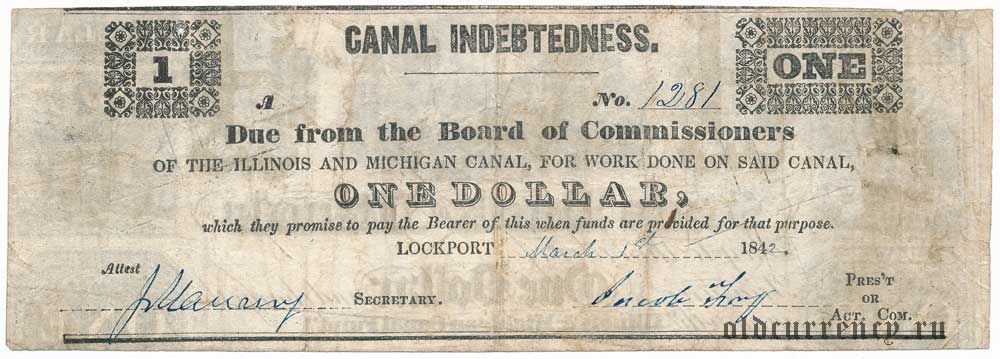 CANAL INDEBTEDNESS.
1
ONE
A No. 1281
Due from the Board of Commissioners
OF THE ILLINOIS AND MICHIGAN CANAL, FOR WORK DONE ON SAID CANAL,
ONE DOLLAR,
which they promise to pay the Bearer of this when funds are provided for that purpose.
LOCKPORT March 1st 1842.
Attest
SECRETARY.
Jacob Fry
PRES'T
OR
ACT. COM.
oldcurrency.ru